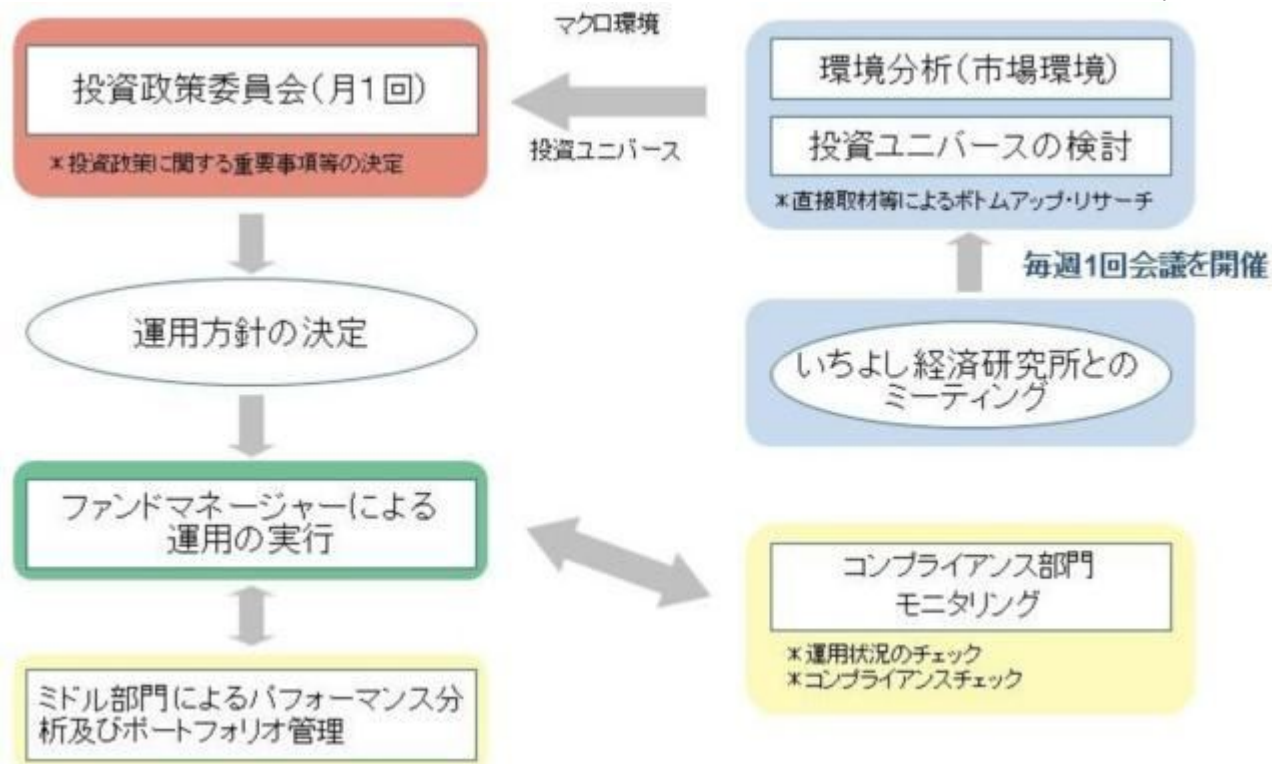 マクロ環境
投資政策委員会(月1回)
*投資政策に関する重要事項等の決定
投資ユニバース
環境分析(市場環境)
投資ユニバースの検討
*直接取材等によるボトムアップ・リサーチ
毎週1回会議を開催
いちよし経済研究所との
ミーティング
運用方針の決定
ファンドマネージャーによる
運用の実行
コンプライアンス部門
モニタリング
*運用状況のチェック
*コンプライアンスチェック
ミドル部門によるパフォーマンス分
析及びポートフォリオ管理